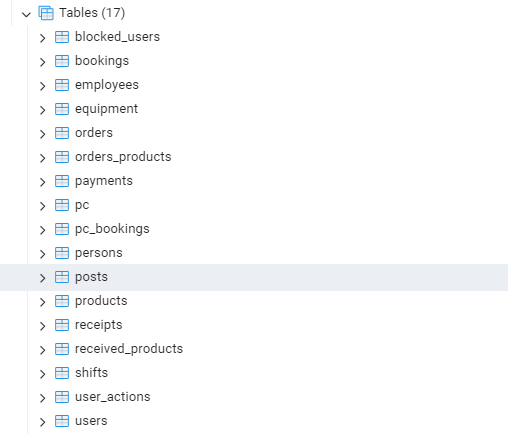 Tables (17)
blocked_users
bookings
employees
equipment
orders
orders_products
payments
pc
pc_bookings
persons
posts
products
receipts
received_products
shifts
user_actions
users